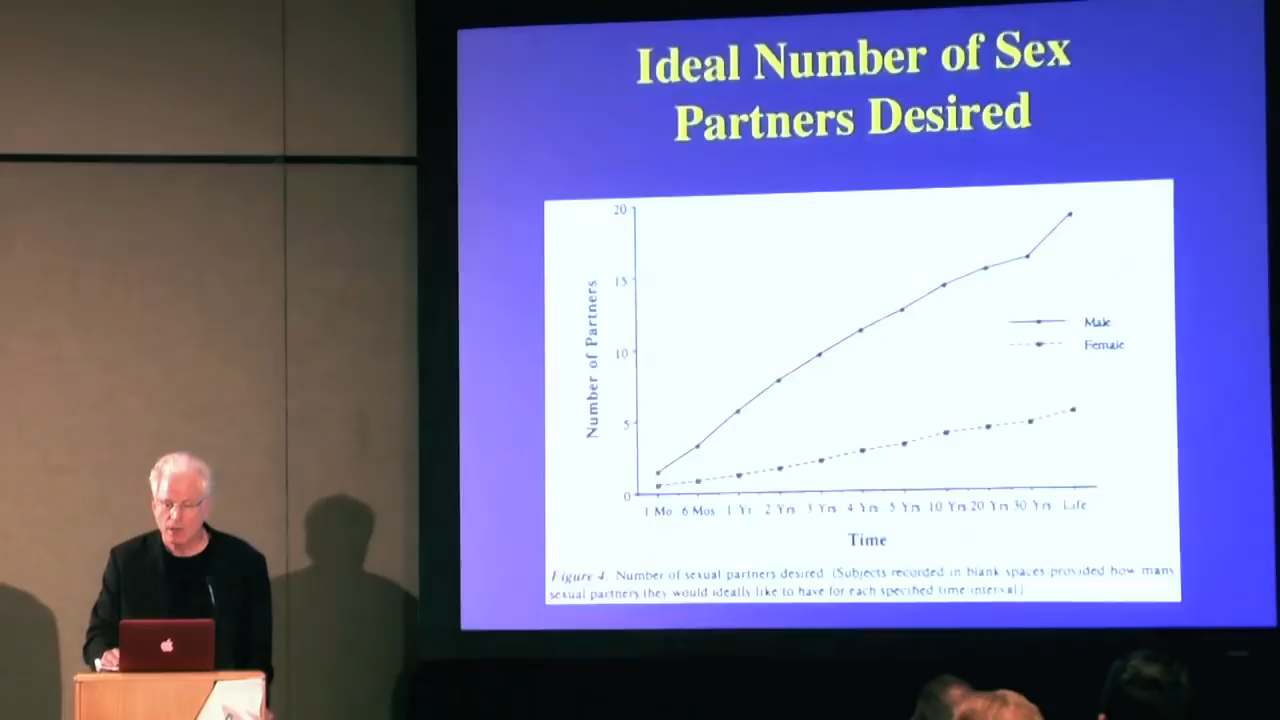 Ideal Number of Sex
Partners Desired
20
15
10
5
0
Number of Partners
Male
Female
1 Mo 6 Mos 1 Yr 2 Yrs 3 Yrs 4 Yrs 5 Yrs 10 Yrs 20 Yrs 30 Yrs Life
Time
Figure 4. Number of sexual partners desired. (Subjects recorded in blank spaces provided how many
sexual partners they would ideally like to have for each specified time interval)